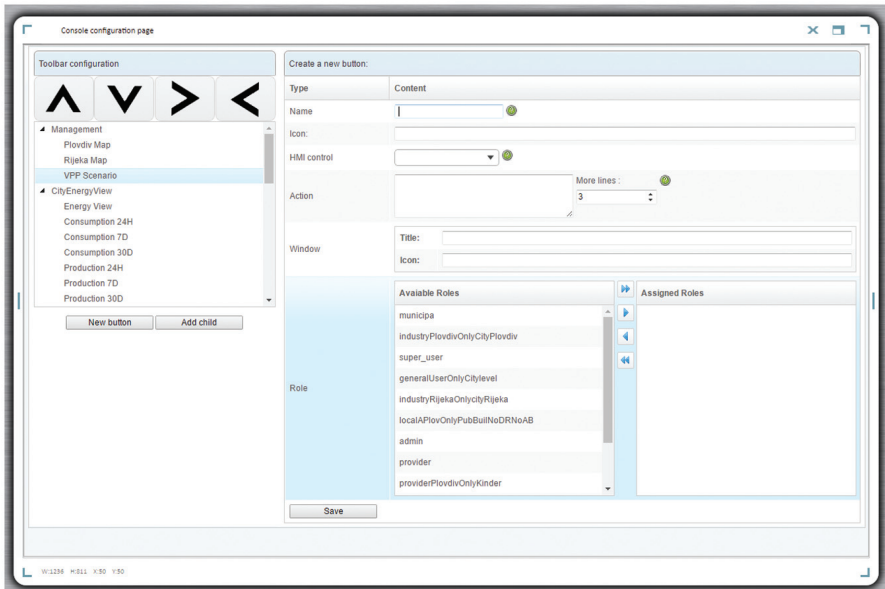 Console configuration page
Toolbar configuration
Management
Plovdiv Map
Rijeka Map
VPP Scenario
CityEnergyView
Energy View
Consumption 24H
Consumption 7D
Consumption 30D
Production 24H
Production 7D
Production 30D
New button
Add child
Create a new button:
Type Content
Name
Icon:
HMI control
Action
More lines :
3
Window
Title:
Icon:
Role
Avaiable Roles
municipa
industryPlovdivOnlyCityPlovdiv
super_user
generalUserOnlyCitylevel
industryRijekaOnlycityRijeka
localAPlovOnlyPubBuilNoDRNoAB
admin
provider
providerPlovdivOnlyKinder
Assigned Roles
Save
W:1236 H:811 X:50 Y:50